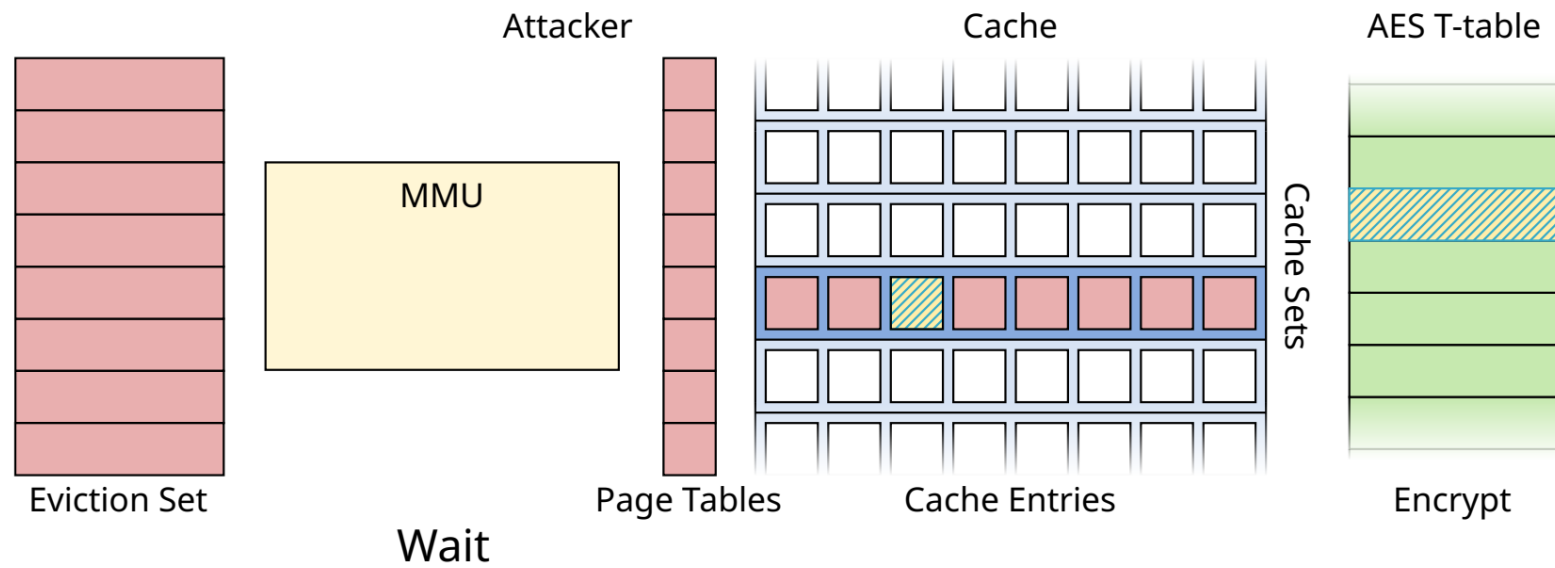 Attacker
Cache
AES T-table
MMU
Cache Sets
Eviction Set
Page Tables
Cache Entries
Encrypt
Wait